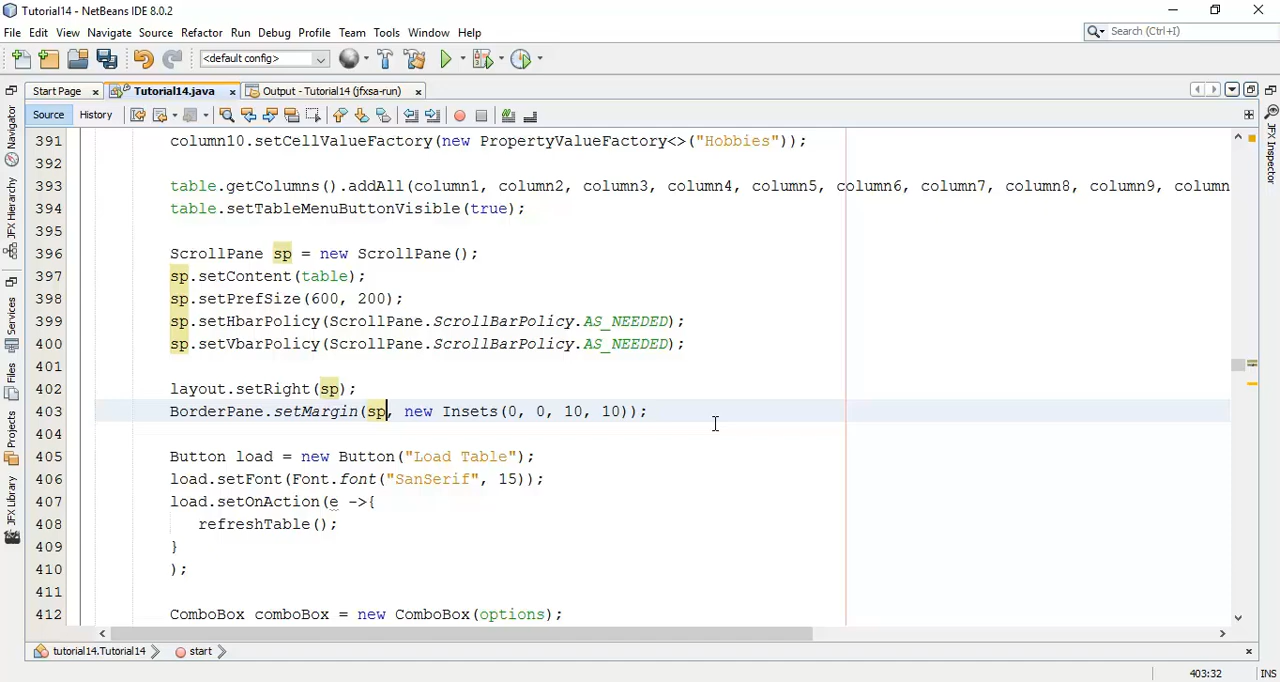 Tutorial14 - NetBeans IDE 8.0.2
File Edit View Navigate Source Refactor Run Debug Profile Team Tools Window Help
Search (Ctrl+I)
<default config>
Start Page Tutorial14.java Output - Tutorial14 (jfxsa-run)
Source History
391 column10.setCellValueFactory(new PropertyValueFactory<>("Hobbies"));
392
393 table.getColumns().addAll(column1, column2, column3, column4, column5, column6, column7, column8, column9, column
394 table.setTableMenuButtonVisible(true);
395
396 ScrollPane sp = new ScrollPane();
397 sp.setContent(table);
398 sp.setPrefSize(600, 200);
399 sp.setHbarPolicy(ScrollPane.ScrollBarPolicy.AS_NEEDED);
400 sp.setVbarPolicy(ScrollPane.ScrollBarPolicy.AS_NEEDED);
401
402 layout.setRight(sp);
403 BorderPane.setMargin(sp, new Insets(0, 0, 10, 10));
404
405 Button load = new Button("Load Table");
406 load.setFont(Font.font("SanSerif", 15));
407 load.setOnAction(e ->{
408 refreshTable();
409 }
410 );
411
412 ComboBox comboBox = new ComboBox(options);
Navigator
JFX Hierarchy
Services
Files
Projects
JFX Library
JFX Inspector
tutorial14.Tutorial14 start
403:32 INS